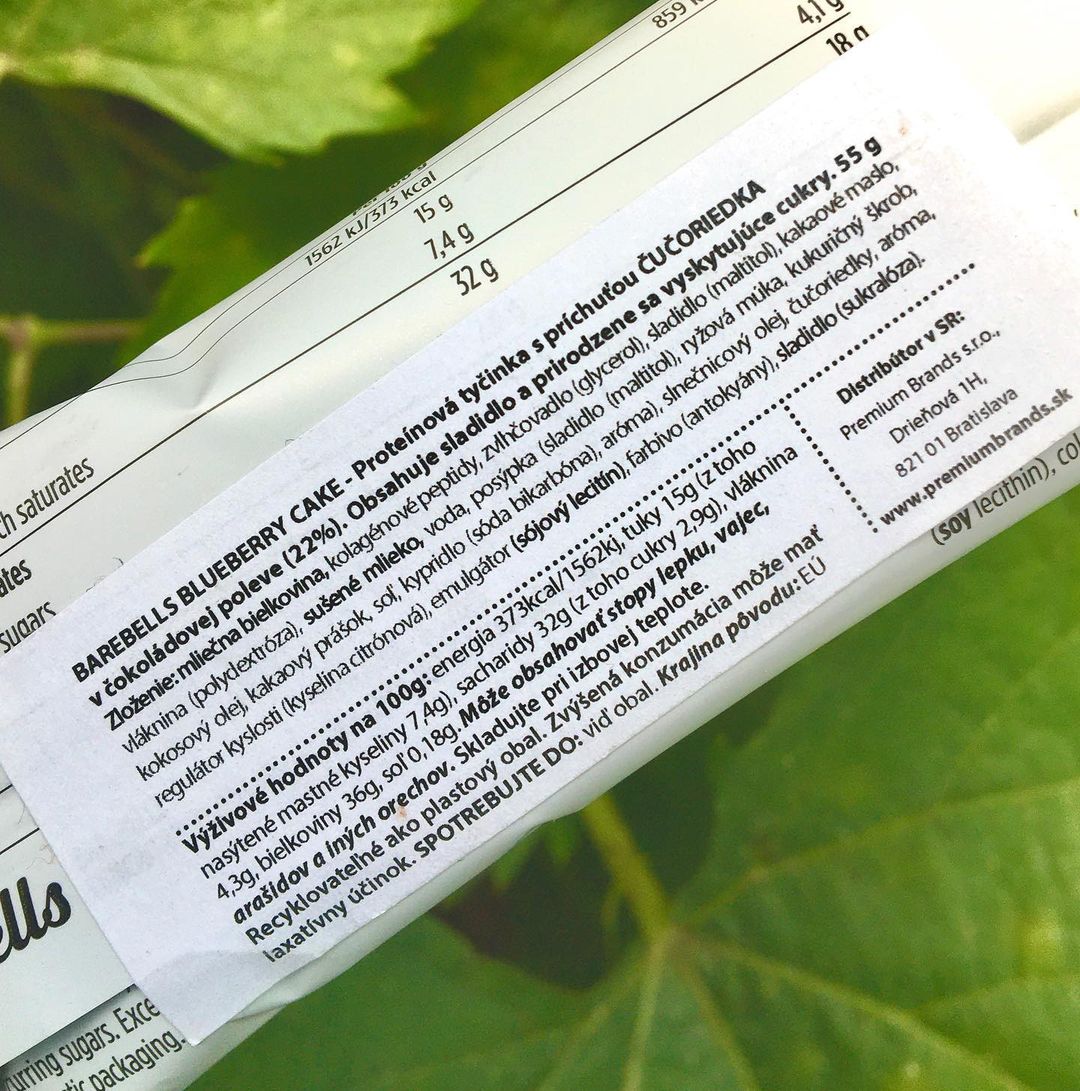 859
4,1 g
18 g
1562 kJ/373 kcal
15 g
7,4 g
32 g
saturates
sugars
BAREBELLS BLUEBERRY CAKE - Proteínová tyčinka s príchuťou ČUČORIEDKA
v čokoládovej poleve (22%). Obsahuje sladidlo a prirodzene sa vyskytujúce cukry. 55 g
Zloženie: mliečna bielkovina, kolagénové peptidy, zvlhčovadlo (glycerol), sladidlo (maltitol), kakaové maslo,
vláknina (polydextróza), sušené mlieko, voda, posýpka (sladidlo (maltitol), ryžová múka, kukuričný škrob,
kokosový olej, kakaový prášok, soľ, kypridlo (sóda bikarbóna), aróma), slnečnicový olej, čučoriedky, aróma,
regulátor kyslosti (kyselina citrónová), emulgátor (sójový lecitín), farbivo (antokyány), sladidlo (sukralóza).
Výživové hodnoty na 100g: energia 373kcal/1562kj, tuky 15g (z toho
nasýtené mastné kyseliny 7,4g), sacharidy 32g (z toho cukry 2,9g), vláknina
4,3g, bielkoviny 36g, soľ 0,18g. Môže obsahovať stopy lepku, vajec,
arašidov a iných orechov. Skladujte pri izbovej teplote.
Recyklovateľné ako plastový obal. Zvýšená konzumácia môže mať
laxatívny účinok. SPOTREBUJTE DO: viď obal. Krajina pôvodu: EÚ
Distribútor v SR:
Premium Brands s.r.o.,
Drieňová 1H,
821 01 Bratislava
www.premiumbrands.sk
(soy lecithin), co
ells
urring sugars. Exce
tic packaging.